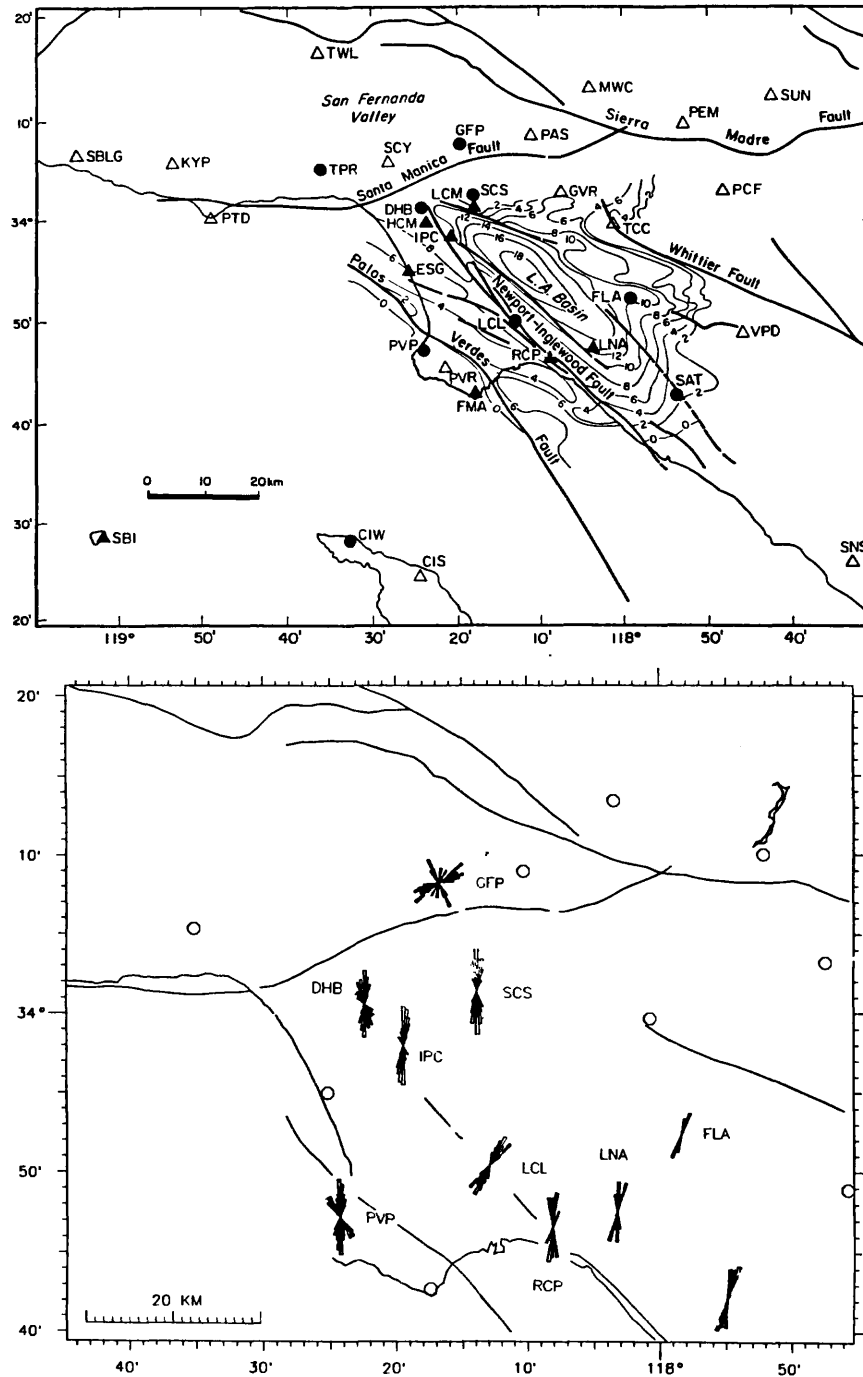 20'
TWL
MWC
SUN
San Fernanda
Valley
Sierra
PEM
10'
GFP
PAS
Madre
Fault
SBLG
KYP
SCY
Fault
TPR
Santa Manica
LCM
SCS
GVR
PCF
DHB
34°
PTD
HCM
TCC
IPC
Whittier Fault
ESG
L.A. Basin
Palos
FLA
Newport-Inglewood Fault
50'
LCL
VPD
Verdes
PVP
RCP
LNA
PVR
SAT
FMA
40'
Fault
0 10 20km
30'
SBI
CIW
CIS
SNS
20'
119° 50' 40' 30' 20' 10' 118° 50' 40'
20'
10'
GFP
DHB
SCS
34°
IPC
FLA
LCL
LNA
50'
PVP
RCP
20 KM
40'
40' 30' 20' 10' 118° 50'